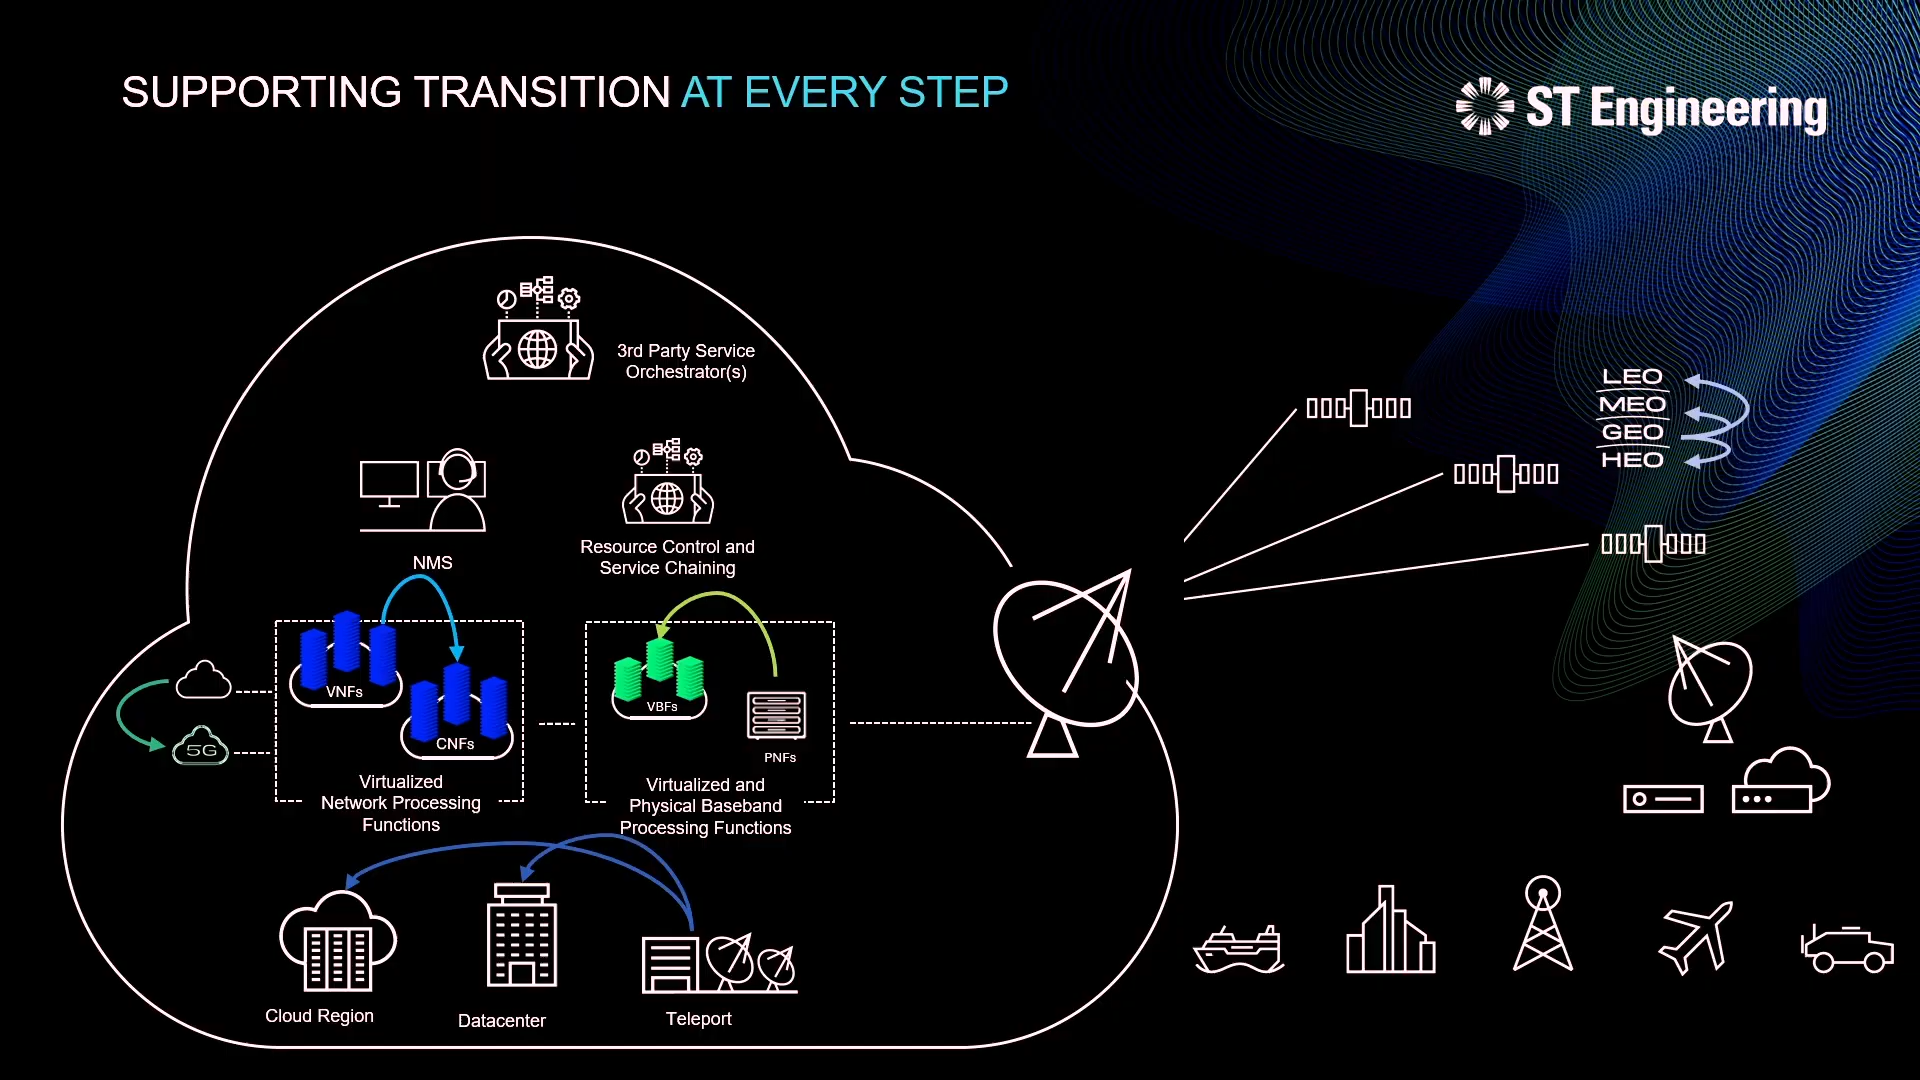 SUPPORTING TRANSITION AT EVERY STEP
ST Engineering
3rd Party Service
Orchestrator(s)
LEO
MEO
GEO
HEO
NMS
Resource Control and
Service Chaining
VNFs
CNFs
VBFs
PNFs
5G
Virtualized
Network Processing
Functions
Virtualized and
Physical Baseband
Processing Functions
Cloud Region
Datacenter
Teleport